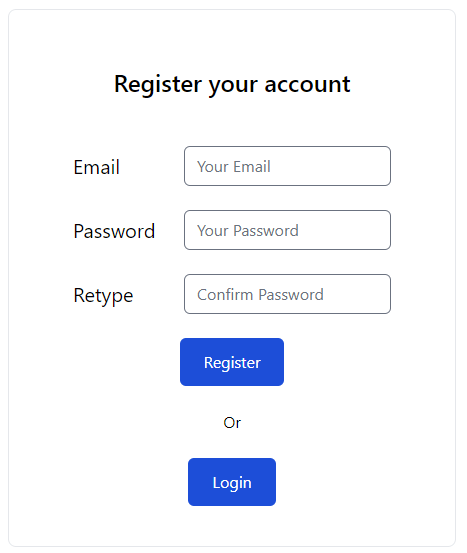 Register your account
Email Your Email
Password Your Password
Retype Confirm Password
Register
Or
Login